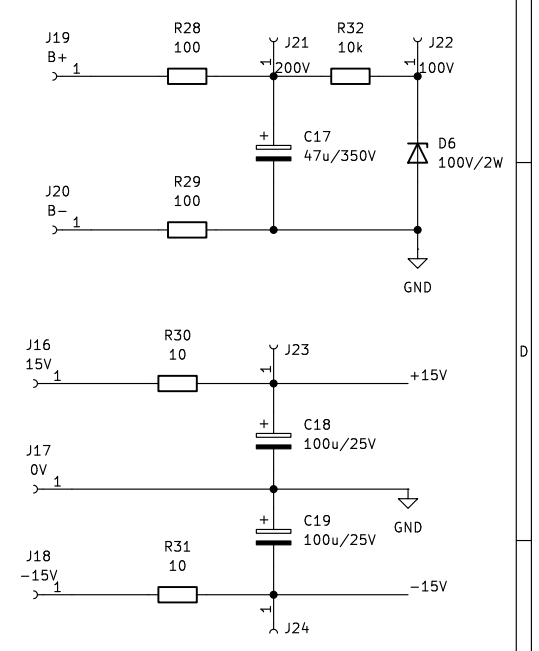 R28
100
R32
10k
J19
B+
1
J21
1
200V
J22
1
100V
+
C17
47u/350V
D6
100V/2W
J20
B-
1
R29
100
GND
R30
10
J16
15V
1
J23
1
+15V
D
+
C18
100u/25V
J17
0V
1
GND
+
C19
100u/25V
R31
10
J18
-15V
1
-15V
1
J24